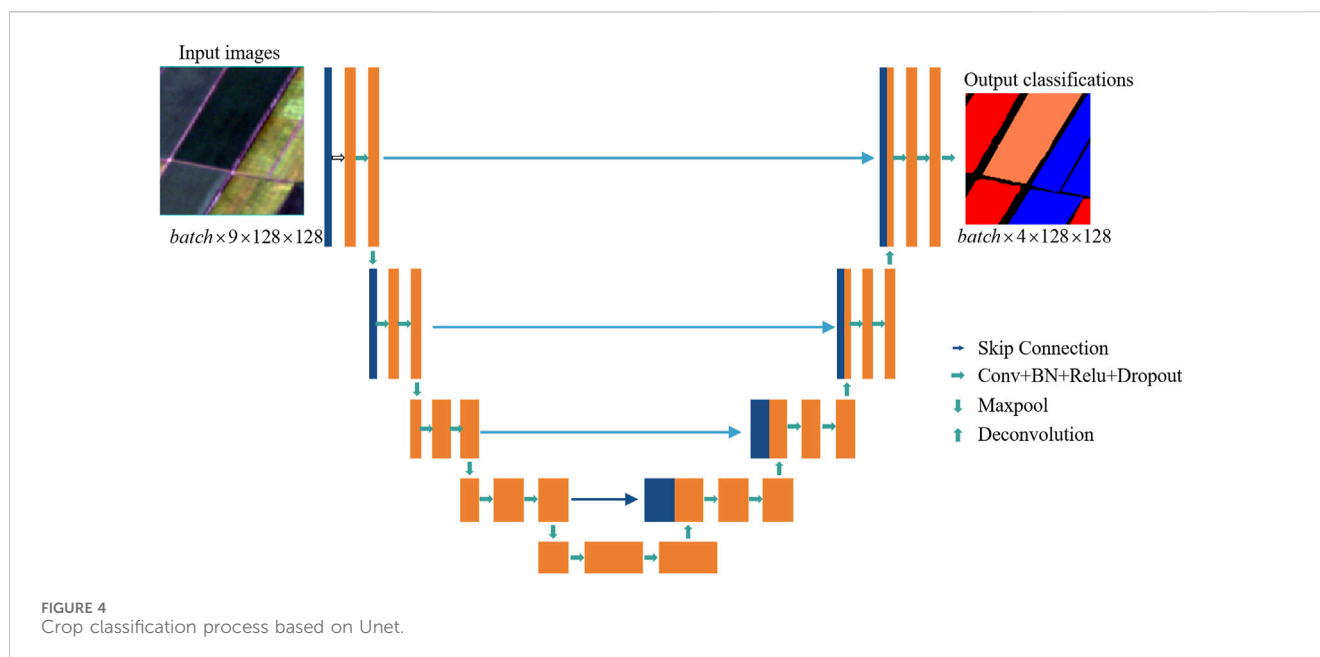 Input images
batch×9×128×128
Output classifications
batch×4×128×128
Skip Connection
Conv+BN+Relu+Dropout
Maxpool
Deconvolution
FIGURE 4
Crop classification process based on Unet.